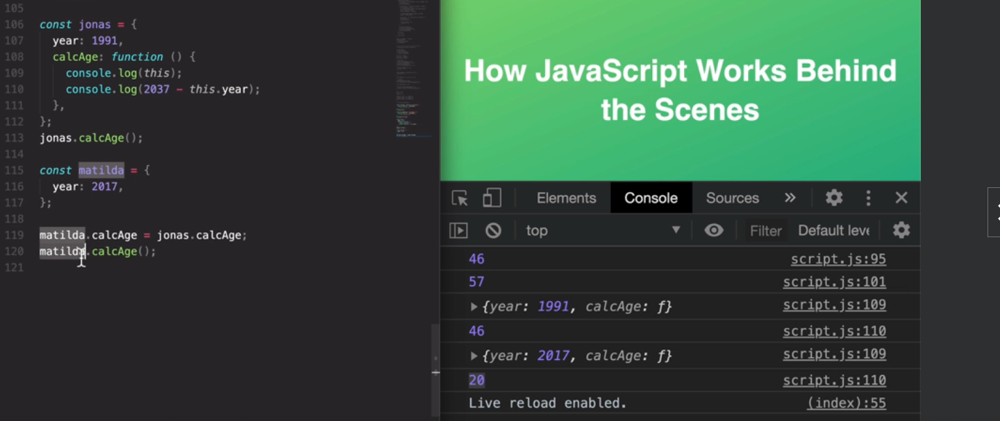 105
106 const jonas = {
107 year: 1991,
108 calcAge: function () {
109 console.log(this);
110 console.log(2037 - this.year);
111 },
112 };
113 jonas.calcAge();
114
115 const matilda = {
116 year: 2017,
117 };
118
119 matilda.calcAge = jonas.calcAge;
120 matilda.calcAge();
121
How JavaScript Works Behind
the Scenes
Elements Console Sources »
top Filter Default leve
46 script.js:95
57 script.js:101
{year: 1991, calcAge: ƒ} script.js:109
46 script.js:110
{year: 2017, calcAge: ƒ} script.js:109
20 script.js:110
Live reload enabled. (index):55